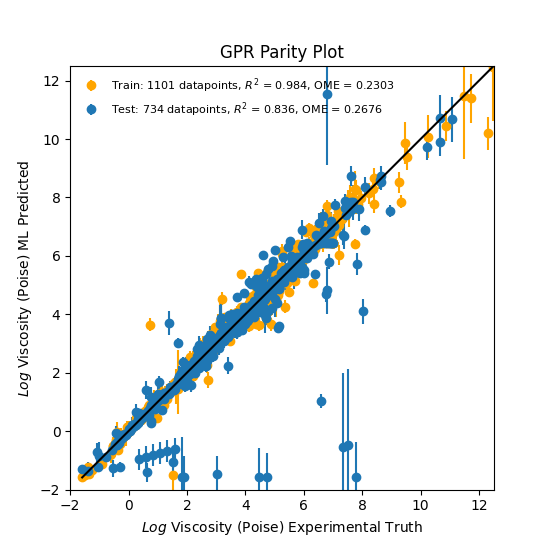 GPR Parity Plot
Train: 1101 datapoints, R² = 0.984, OME = 0.2303
Test: 734 datapoints, R² = 0.836, OME = 0.2676
Log Viscosity (Poise) ML Predicted
12
10
8
6
4
2
0
−2
−2 0 2 4 6 8 10 12
Log Viscosity (Poise) Experimental Truth